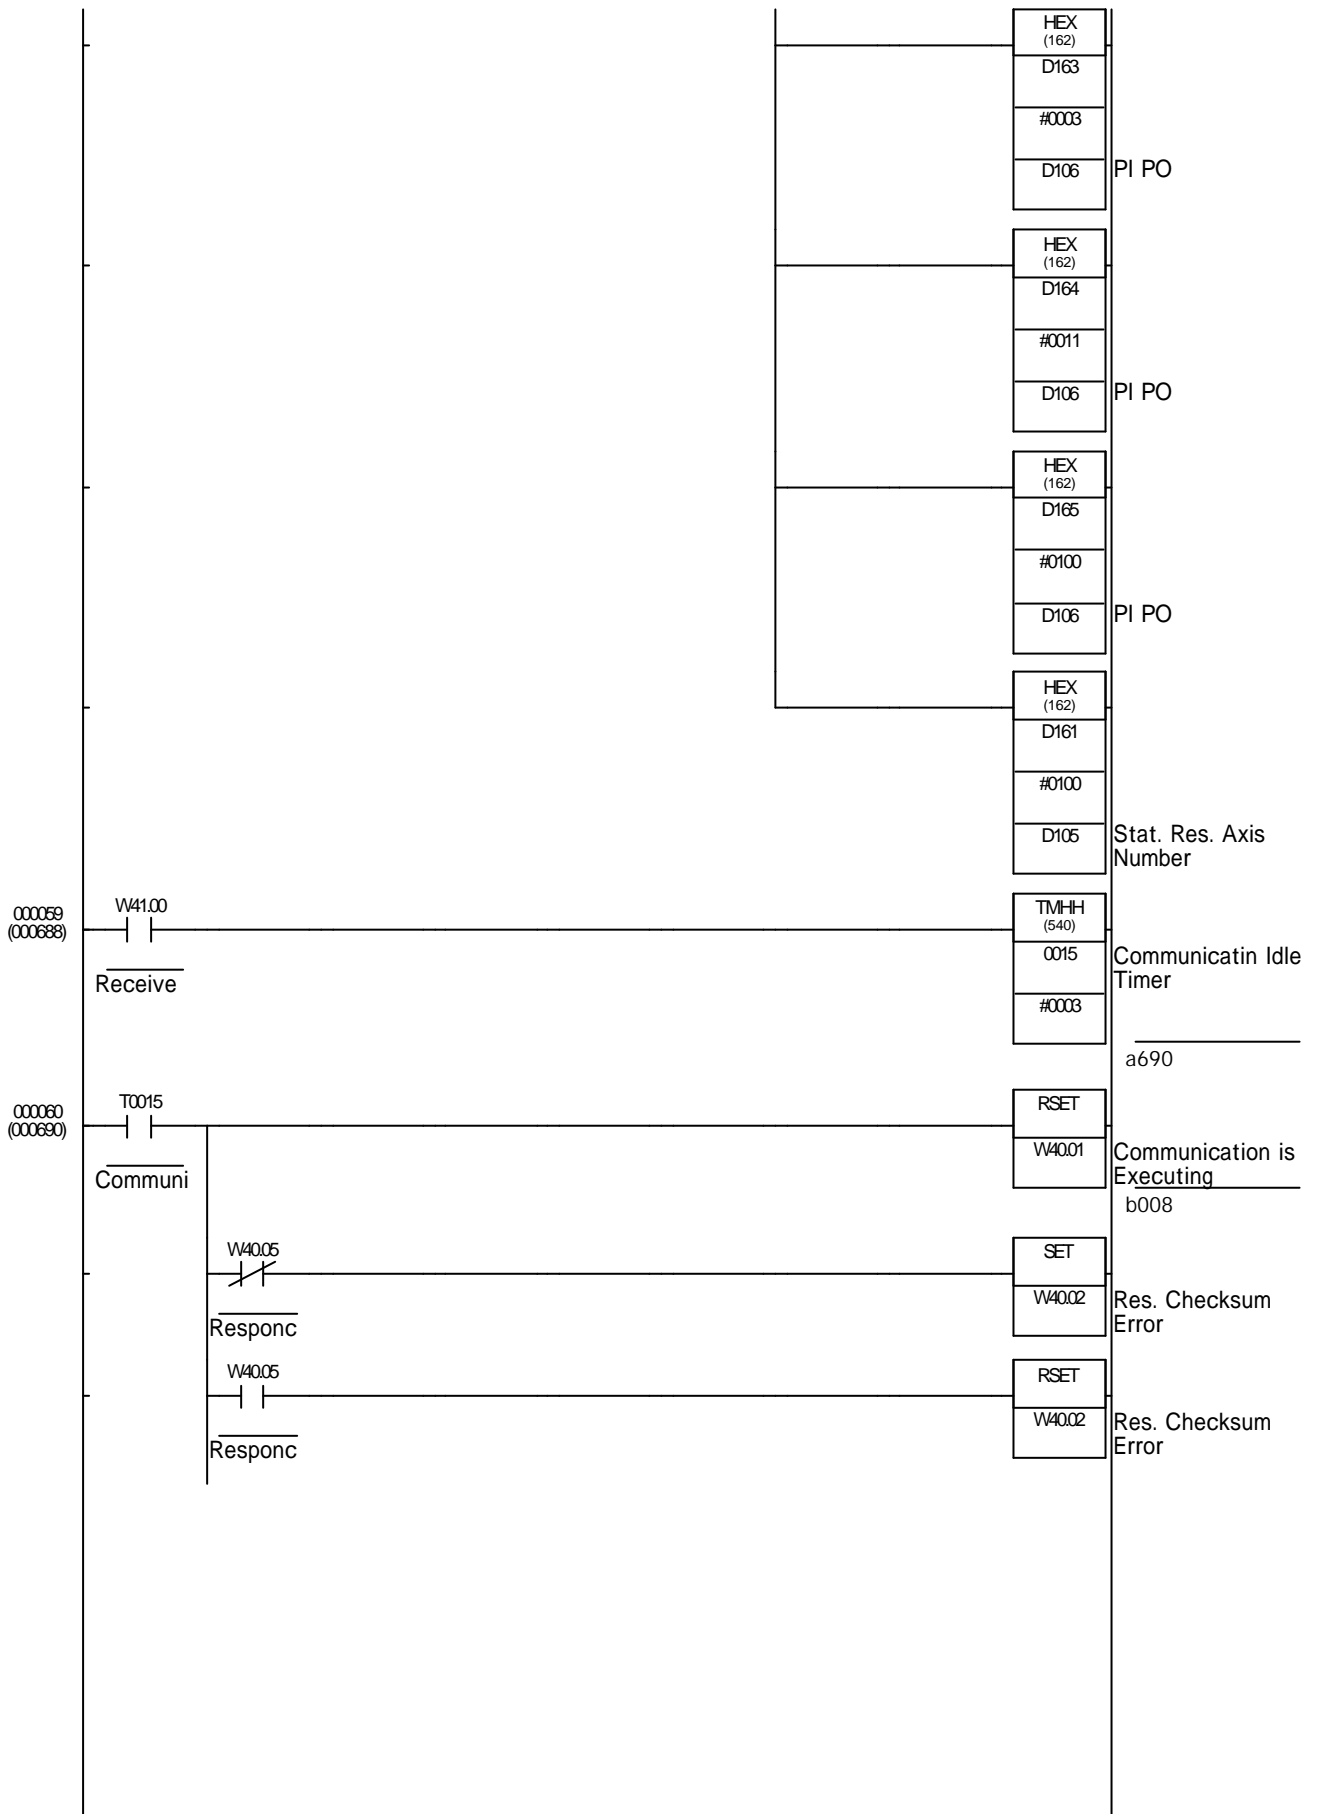 HEX
(162)
D163
#0003
D106
PI PO
HEX
(162)
D164
#0011
D106
PI PO
HEX
(162)
D165
#0100
D106
PI PO
HEX
(162)
D161
#0100
D105
Stat. Res. Axis
Number
000059
(000688)
W41.00
Receive
TMHH
(540)
0015
Communicatin Idle
Timer
#0003
a690
000060
(000690)
T0015
Communi
RSET
W40.01
Communication is
Executing
b008
W40.05
Responc
SET
W40.02
Res. Checksum
Error
W40.05
Responc
RSET
W40.02
Res. Checksum
Error